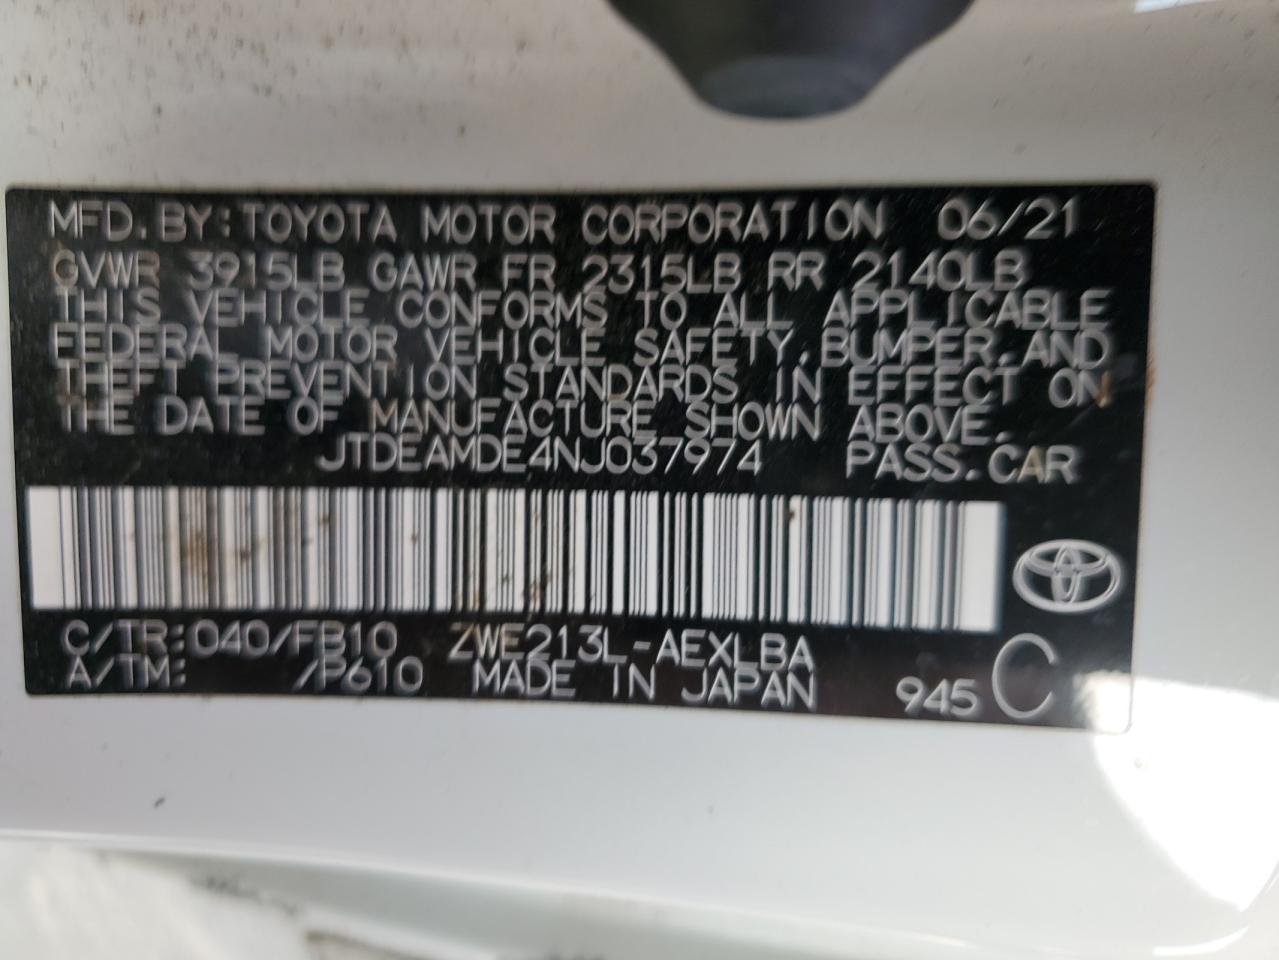 MFD.BY:TOYOTA MOTOR CORPORATION 06/21
GVWR 3915LB GAWR FR 2315LB RR 2140LB
THIS VEHICLE CONFORMS TO ALL APPLICABLE
FEDERAL MOTOR VEHICLE SAFETY,BUMPER,AND
THEFT PREVENTION STANDARDS IN EFFECT ON
THE DATE OF MANUFACTURE SHOWN ABOVE.
JTDEAMDE4NJ037974 PASS.CAR
C/TR:040/FB10 ZWE213L-AEXLBA
A/TM: /P610 MADE IN JAPAN 945 C